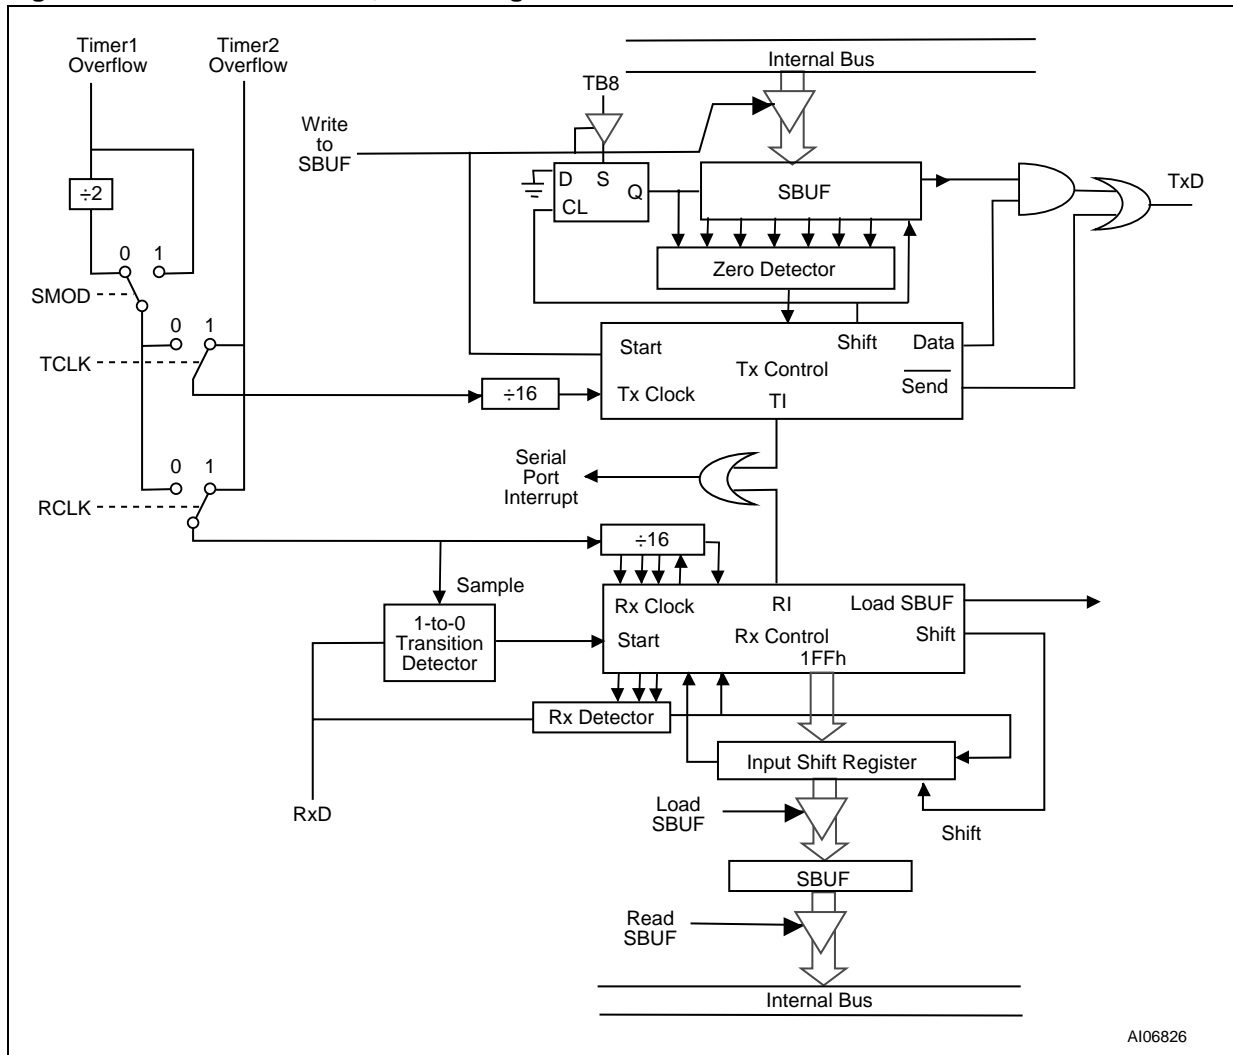 Timer1
Overflow
Timer2
Overflow
Internal Bus
TB8
Write
to
SBUF
D S
Q
CL
SBUF
TxD
÷2
Zero Detector
0 1
SMOD
0 1
TCLK
Start
Shift
Data
Tx Control
Send
÷16
Tx Clock
TI
Serial
Port
Interrupt
0 1
RCLK
÷16
Sample
Rx Clock
RI
Load SBUF
1-to-0
Transition
Detector
Start
Rx Control
Shift
1FFh
Rx Detector
Input Shift Register
RxD
Load
SBUF
Shift
SBUF
Read
SBUF
Internal Bus
AI06826